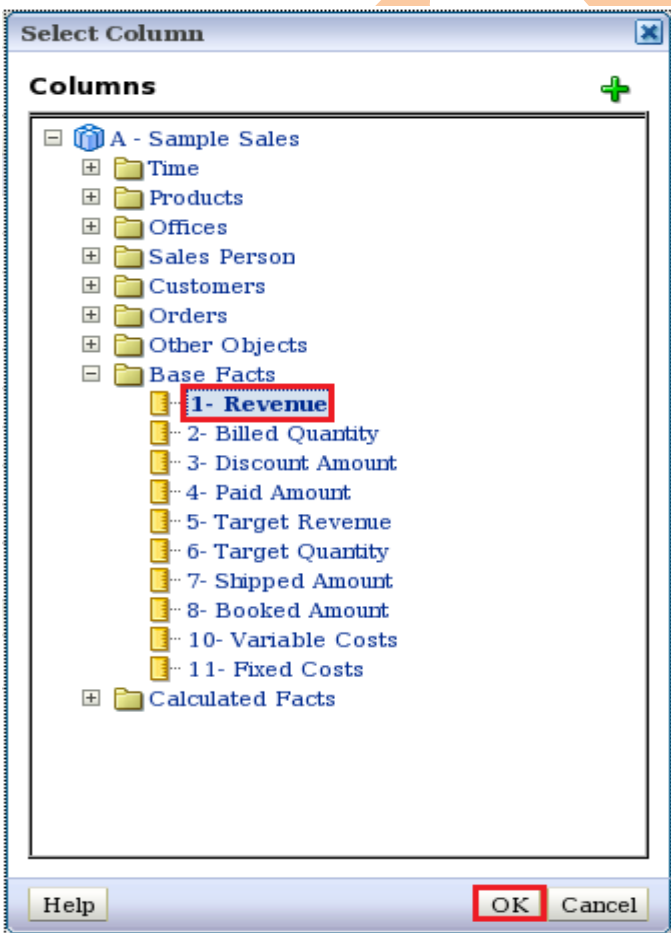 Select Column
Columns
A - Sample Sales
Time
Products
Offices
Sales Person
Customers
Orders
Other Objects
Base Facts
1- Revenue
2- Billed Quantity
3- Discount Amount
4- Paid Amount
5- Target Revenue
6- Target Quantity
7- Shipped Amount
8- Booked Amount
10- Variable Costs
11- Fixed Costs
Calculated Facts
Help OK Cancel